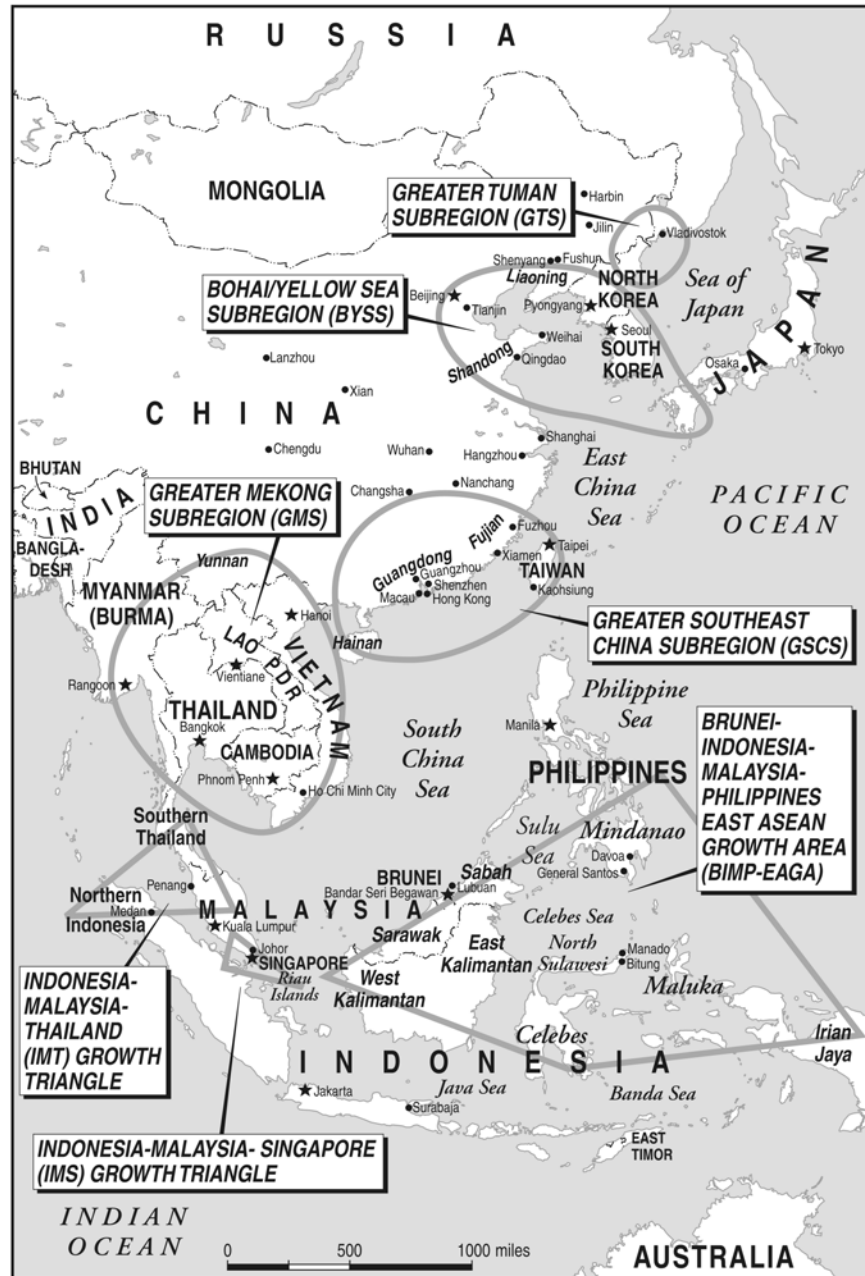 RUSSIA
MONGOLIA
Harbin
GREATER TUMAN
SUBREGION (GTS)
Jilin
Vladivostok
Shenyang
Fushun
Liaoning
NORTH
KOREA
Sea of
Japan
JAPAN
BOHAI/YELLOW SEA
SUBREGION (BYSS)
Beijing
Tianjin
Pyongyang
Seoul
SOUTH
KOREA
Weihai
Shandong
Qingdao
Osaka
Tokyo
Lanzhou
Xian
CHINA
Shanghai
Chengdu
Wuhan
Hangzhou
East
China
Sea
BHUTAN
INDIA
BANGLA-
DESH
GREATER MEKONG
SUBREGION (GMS)
Changsha
Nanchang
PACIFIC
OCEAN
Fujian
Fuzhou
Yunnan
Guangdong
Xiamen
Taipei
TAIWAN
Guangzhou
Shenzhen
Macau
Hong Kong
Kaohsiung
MYANMAR
(BURMA)
Hanoi
Hainan
GREATER SOUTHEAST
CHINA SUBREGION (GSCS)
LAO PDR
VIETNAM
Vientiane
Rangoon
THAILAND
Bangkok
CAMBODIA
Phnom Penh
Ho Chi Minh City
South
China
Sea
Philippine
Sea
Manila
PHILIPPINES
BRUNEI-
INDONESIA-
MALAYSIA-
PHILIPPINES
EAST ASEAN
GROWTH AREA
(BIMP-EAGA)
Southern
Thailand
Sulu
Sea
Mindanao
Davoa
General Santos
Penang
BRUNEI
Sabah
Bandar Seri Begawan
Lubuan
Northern
Indonesia
Medan
MALAYSIA
Kuala Lumpur
Sarawak
Celebes Sea
Johor
SINGAPORE
Riau
Islands
West
Kalimantan
East
Kalimantan
North
Sulawesi
Manado
Bitung
Maluka
INDONESIA-
MALAYSIA-
THAILAND
(IMT) GROWTH
TRIANGLE
Celebes
Irian
Jaya
INDONESIA
Java Sea
Banda Sea
Jakarta
Surabaja
INDONESIA-MALAYSIA- SINGAPORE
(IMS) GROWTH TRIANGLE
EAST
TIMOR
INDIAN
OCEAN
0 500 1000 miles
AUSTRALIA